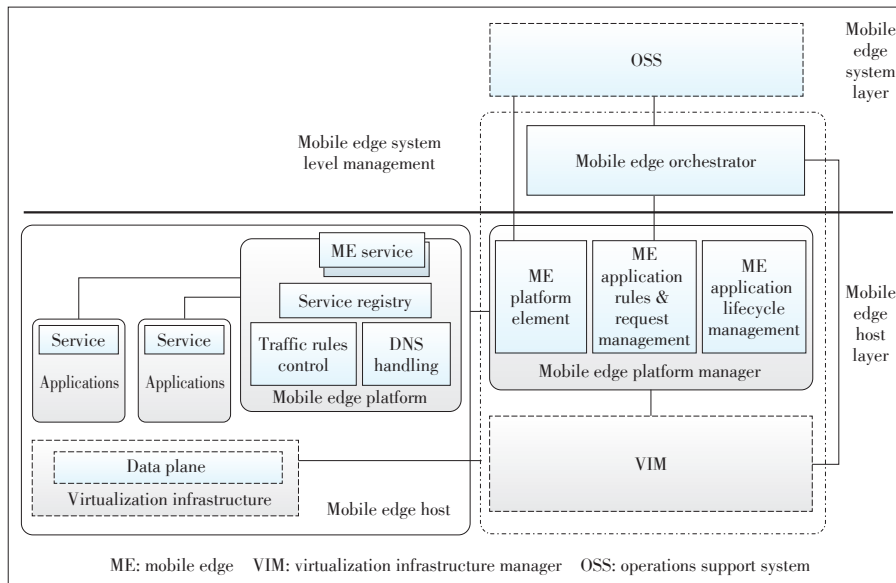 OSS
Mobile
edge
system
layer
Mobile edge system
level management
Mobile edge orchestrator
ME service
Service registry
Traffic rules
control
DNS
handling
Mobile edge platform
Service
Applications
Service
Applications
ME
platform
element
ME
application
rules &
request
management
ME
application
lifecycle
management
Mobile edge platform manager
Mobile
edge
host
layer
Data plane
Virtualization infrastructure
Mobile edge host
VIM
ME: mobile edge VIM: virtualization infrastructure manager OSS: operations support system